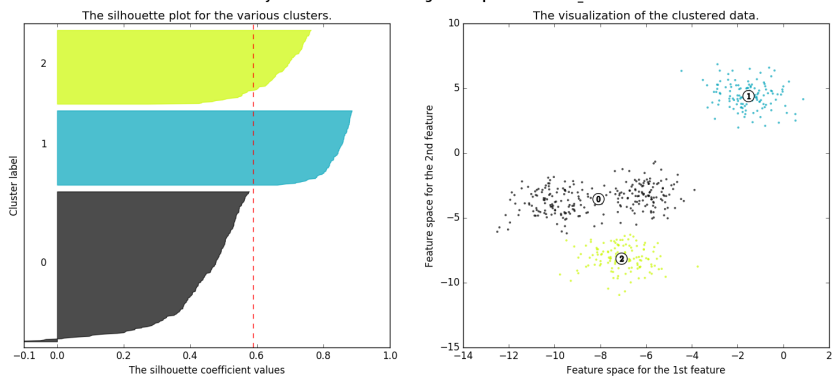 The silhouette plot for the various clusters.
2
1
0
Cluster label
−0.1 0.0 0.2 0.4 0.6 0.8 1.0
The silhouette coefficient values
The visualization of the clustered data.
10
5
0
−5
−10
−15
Feature space for the 2nd feature
1
0
2
−14 −12 −10 −8 −6 −4 −2 0 2
Feature space for the 1st feature